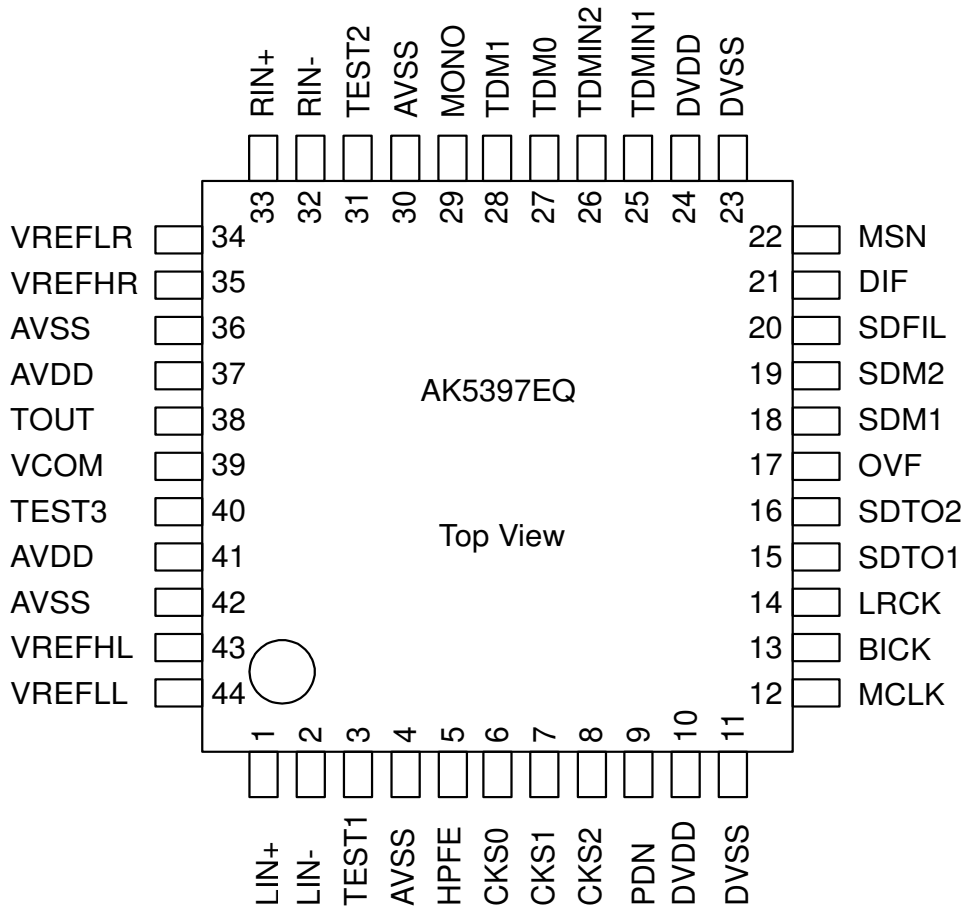 RIN+ RIN- TEST2 AVSS MONO TDM1 TDM0 TDMIN2 TDMIN1 DVDD DVSS
33 32 31 30 29 28 27 26 25 24 23
VREFLR 34 22 MSN
VREFHR 35 21 DIF
AVSS 36 20 SDFIL
AVDD 37 19 SDM2
AK5397EQ
TOUT 38 18 SDM1
VCOM 39 17 OVF
TEST3 40 16 SDTO2
Top View
AVDD 41 15 SDTO1
AVSS 42 14 LRCK
VREFHL 43 13 BICK
VREFLL 44 12 MCLK
1 2 3 4 5 6 7 8 9 10 11
LIN+ LIN- TEST1 AVSS HPFE CKS0 CKS1 CKS2 PDN DVDD DVSS